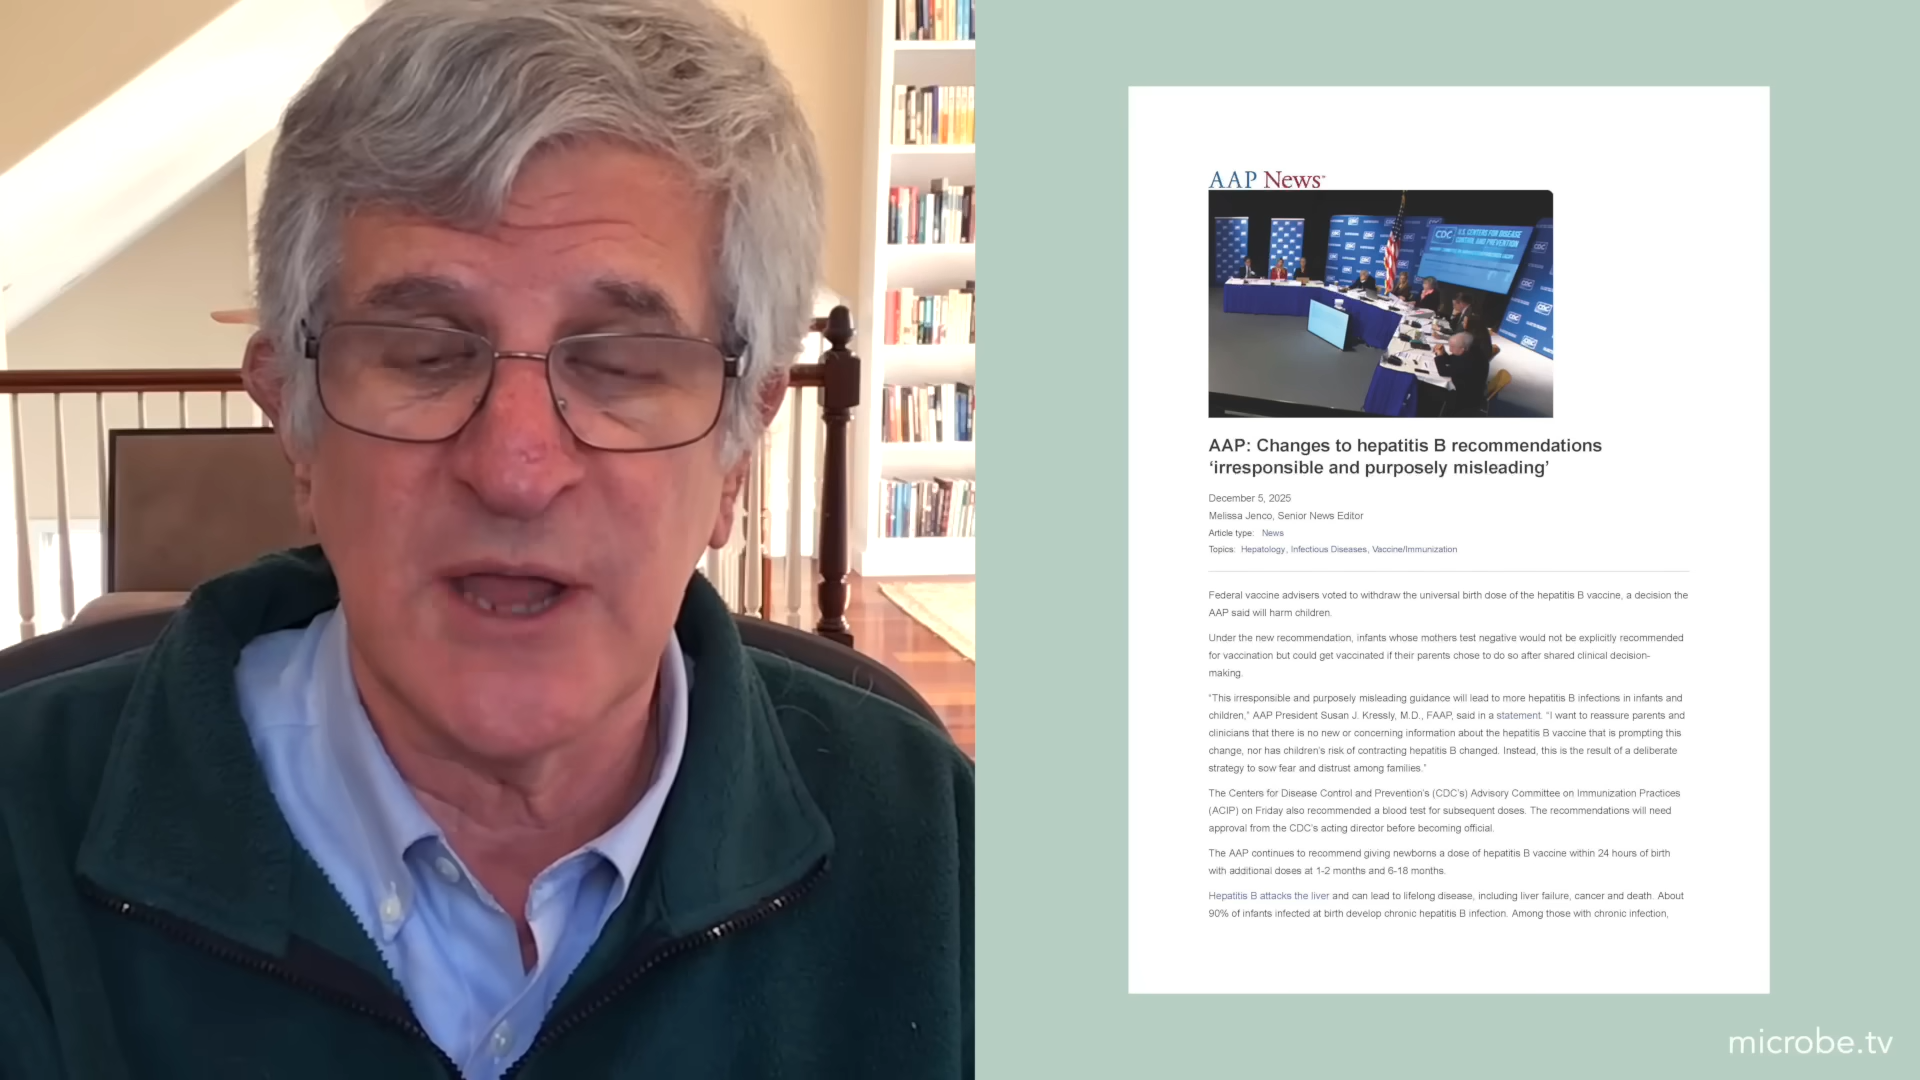 AAP News™
CDC
U.S. CENTERS FOR DISEASE
CONTROL AND PREVENTION
AAP: Changes to hepatitis B recommendations
‘irresponsible and purposely misleading’
December 5, 2025
Melissa Jenco, Senior News Editor
Article type: News
Topics: Hepatology, Infectious Diseases, Vaccine/Immunization
Federal vaccine advisers voted to withdraw the universal birth dose of the hepatitis B vaccine, a decision the
AAP said will harm children.
Under the new recommendation, infants whose mothers test negative would not be explicitly recommended
for vaccination but could get vaccinated if their parents chose to do so after shared clinical decision-
making.
“This irresponsible and purposely misleading guidance will lead to more hepatitis B infections in infants and
children,” AAP President Susan J. Kressly, M.D., FAAP, said in a statement. “I want to reassure parents and
clinicians that there is no new or concerning information about the hepatitis B vaccine that is prompting this
change, nor has children’s risk of contracting hepatitis B changed. Instead, this is the result of a deliberate
strategy to sow fear and distrust among families.”
The Centers for Disease Control and Prevention’s (CDC’s) Advisory Committee on Immunization Practices
(ACIP) on Friday also recommended a blood test for subsequent doses. The recommendations will need
approval from the CDC’s acting director before becoming official.
The AAP continues to recommend giving newborns a dose of hepatitis B vaccine within 24 hours of birth
with additional doses at 1-2 months and 6-18 months.
Hepatitis B attacks the liver and can lead to lifelong disease, including liver failure, cancer and death. About
90% of infants infected at birth develop chronic hepatitis B infection. Among those with chronic infection,
microbe.tv